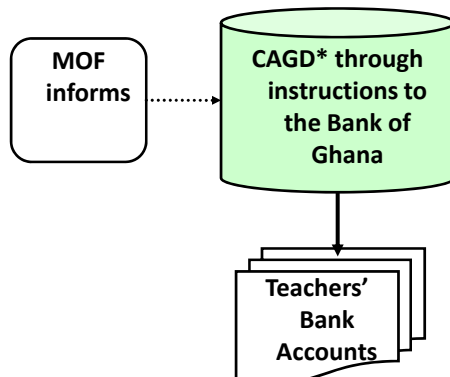 MOF
informs
CAGD* through
instructions to
the Bank of
Ghana
Teachers’
Bank
Accounts